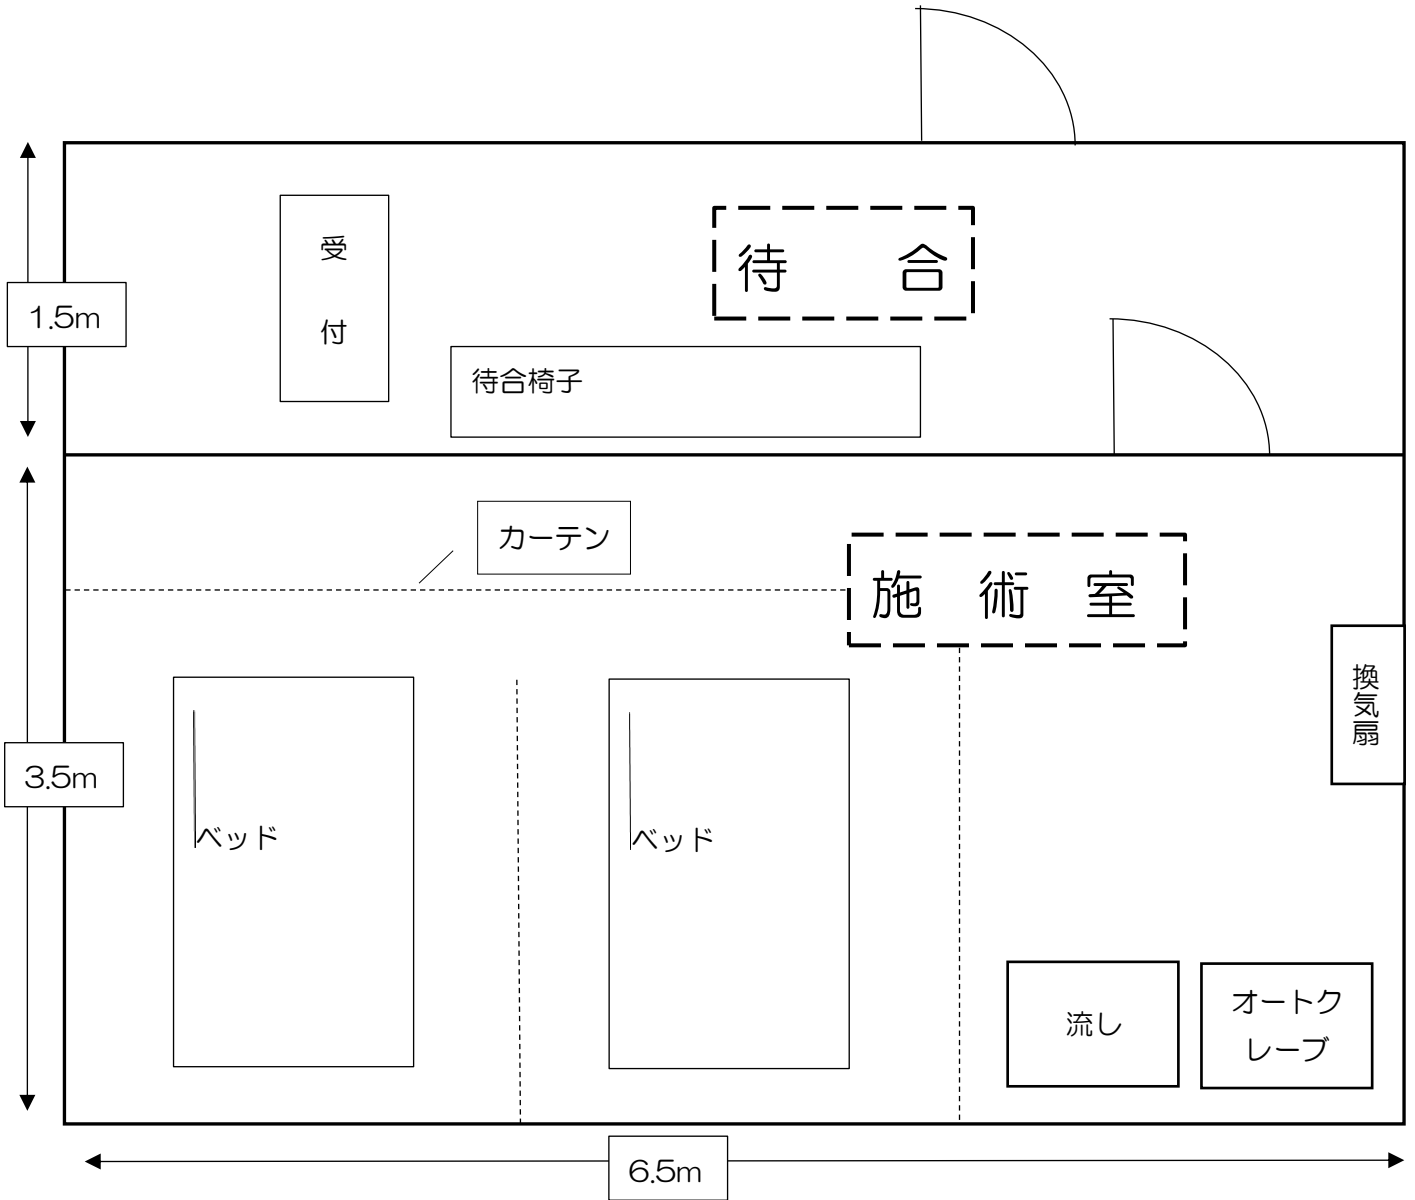 受
付
待　合
1.5m
待合椅子
カーテン
施　術　室
換気扇
3.5m
ベッド
ベッド
流し
オートク
レーブ
6.5m